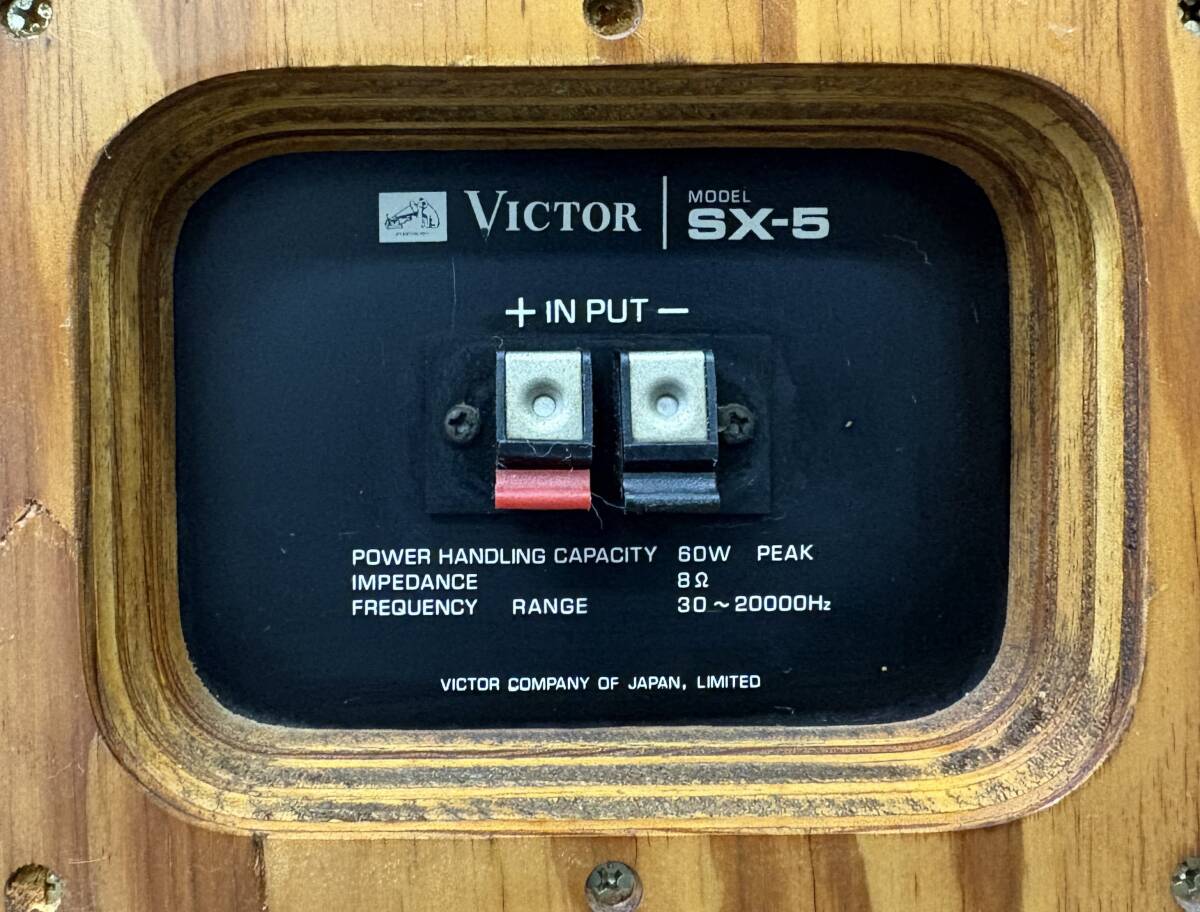 VICTOR MODEL
SX-5
+ IN PUT −
POWER HANDLING CAPACITY 60W PEAK
IMPEDANCE 8Ω
FREQUENCY RANGE 30~20000Hz
VICTOR COMPANY OF JAPAN, LIMITED